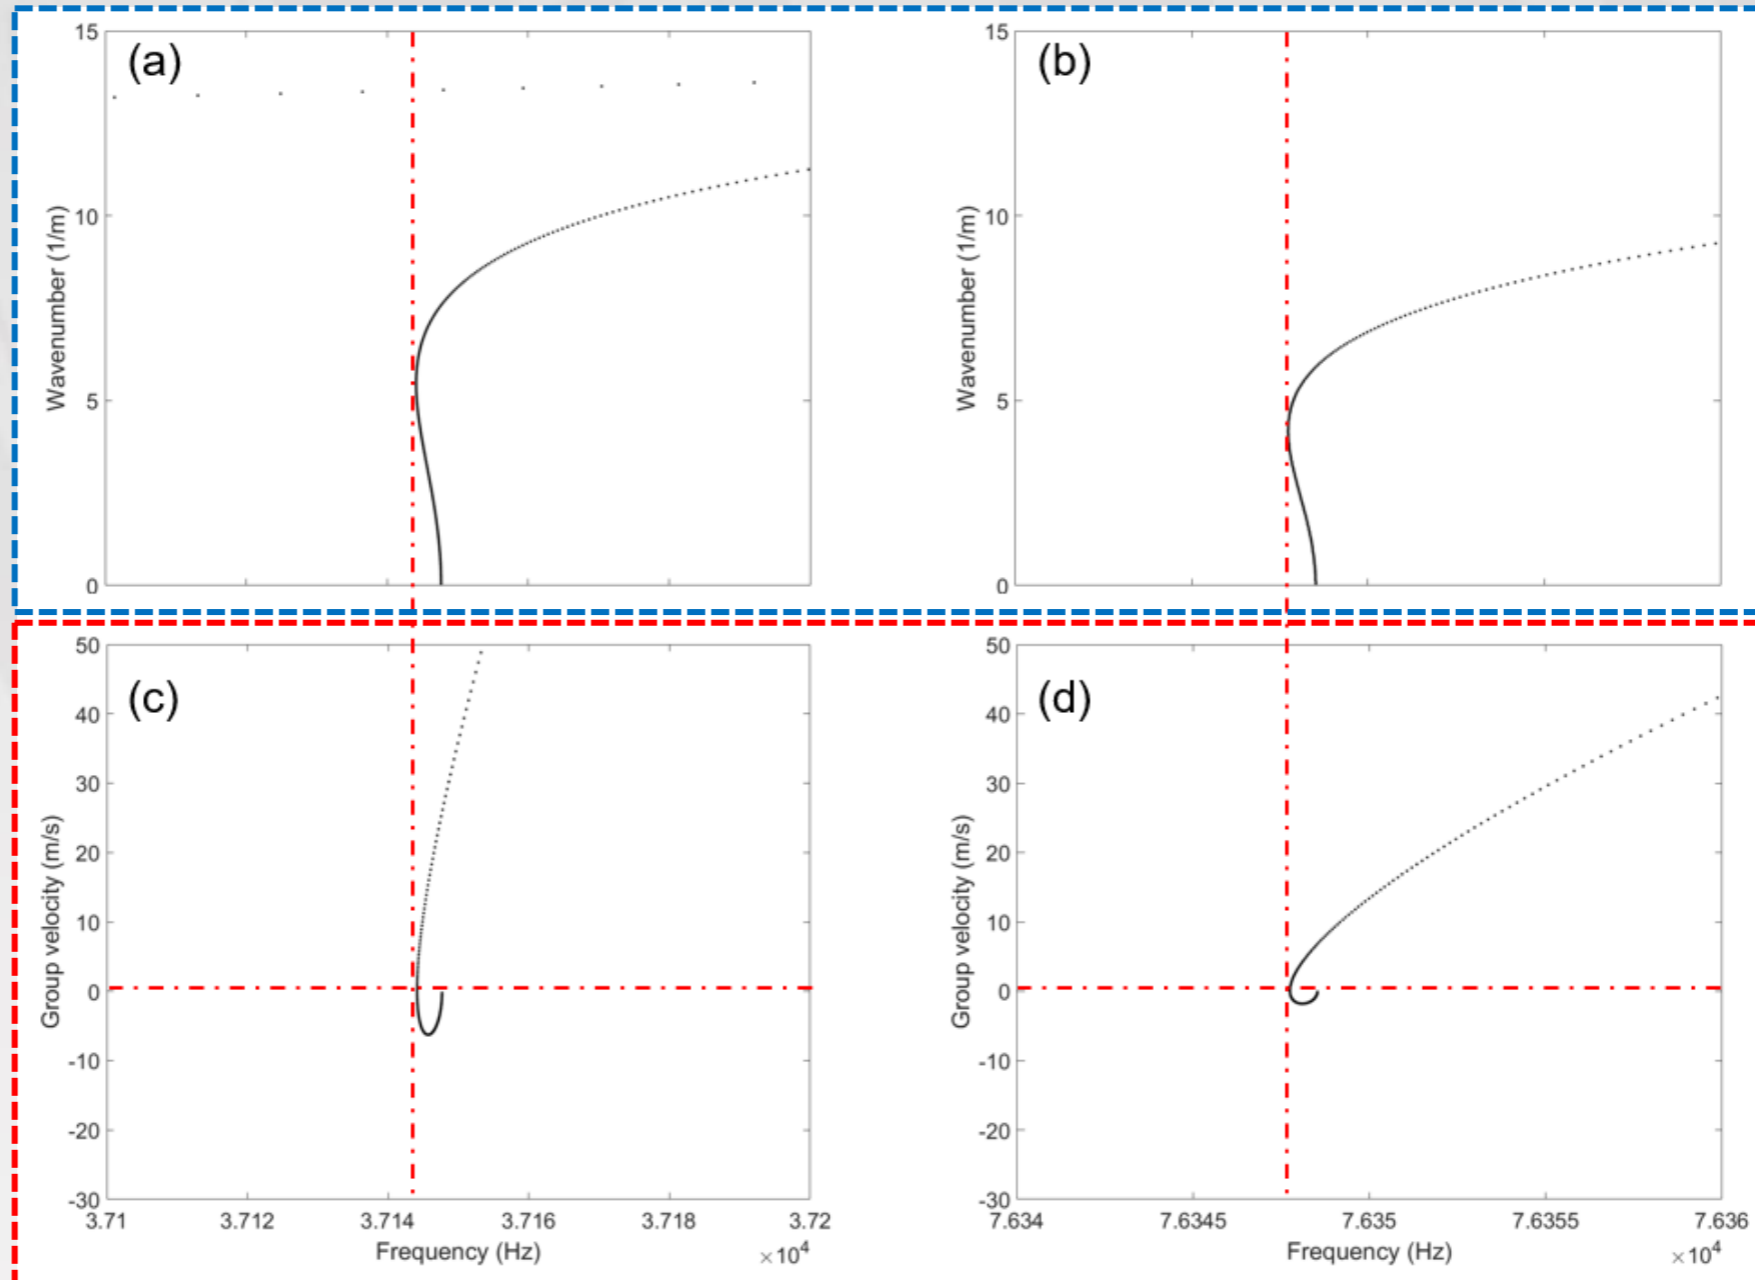 (a)
15
10
5
0
Wavenumber (1/m)
(b)
15
10
5
0
Wavenumber (1/m)
(c)
50
40
30
20
10
0
-10
-20
-30
Group velocity (m/s)
3.71 3.712 3.714 3.716 3.718 3.72
Frequency (Hz)
×10⁴
(d)
50
40
30
20
10
0
-10
-20
-30
Group velocity (m/s)
7.634 7.6345 7.635 7.6355 7.636
Frequency (Hz)
×10⁴